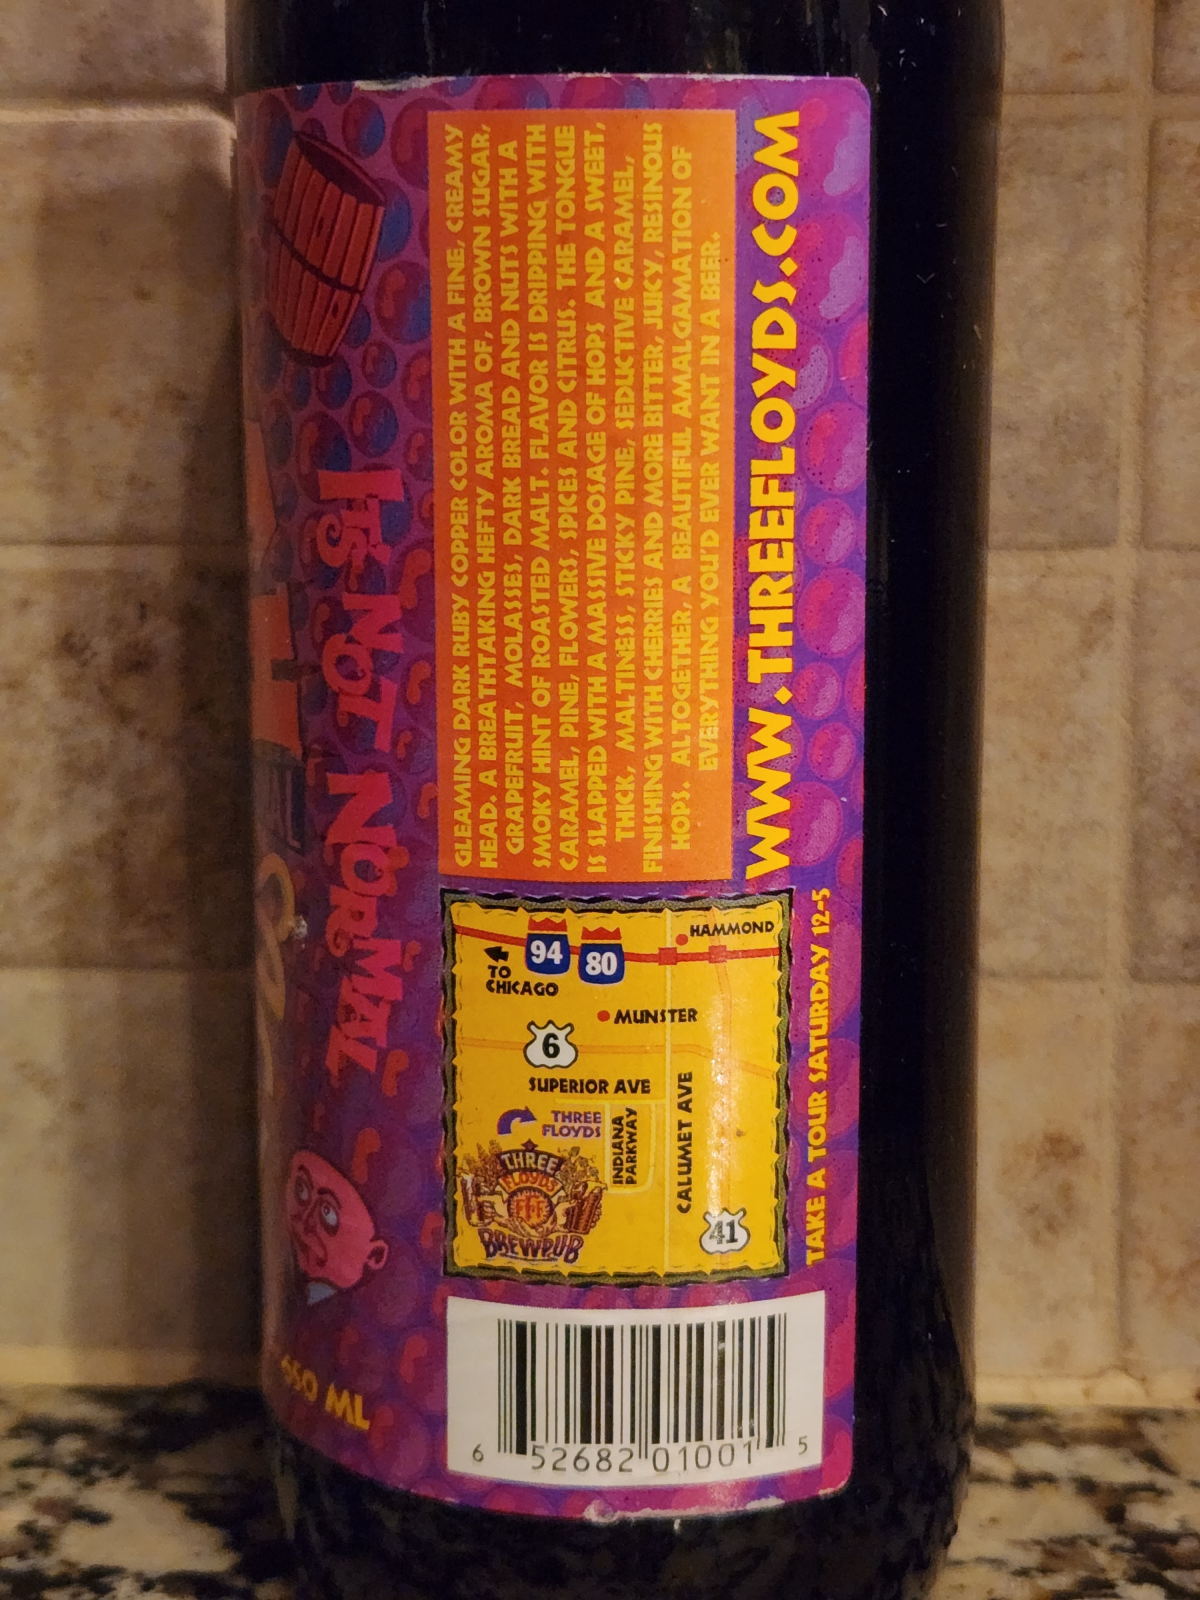 IT'S NOT NORMAL
650 ML
GLEAMING DARK RUBY COPPER COLOR WITH A FINE, CREAMY
HEAD. A BREATHTAKING HEFTY AROMA OF, BROWN SUGAR,
GRAPEFRUIT, MOLASSES, DARK BREAD AND NUTS WITH A
SMOKY HINT OF ROASTED MALT. FLAVOR IS DRIPPING WITH
CARAMEL, PINE, FLOWERS, SPICES AND CITRUS. THE TONGUE
IS SLAPPED WITH A MASSIVE DOSAGE OF HOPS AND A SWEET,
THICK, MALTINESS, STICKY PINE, SEDUCTIVE CARAMEL,
FINISHING WITH CHERRIES AND MORE BITTER, JUICY, RESINOUS
HOPS. ALTOGETHER, A BEAUTIFUL AMALGAMATION OF
EVERYTHING YOU'D EVER WANT IN A BEER.
WWW.THREEFLOYDS.COM
HAMMOND
94
80
TO
CHICAGO
MUNSTER
6
SUPERIOR AVE
THREE
FLOYDS
INDIANA
PARKWAY
CALUMET AVE
THREE
FLOYDS
FFF
BREWPUB
41
TAKE A TOUR SATURDAY 12-5
6 52682 01001 5